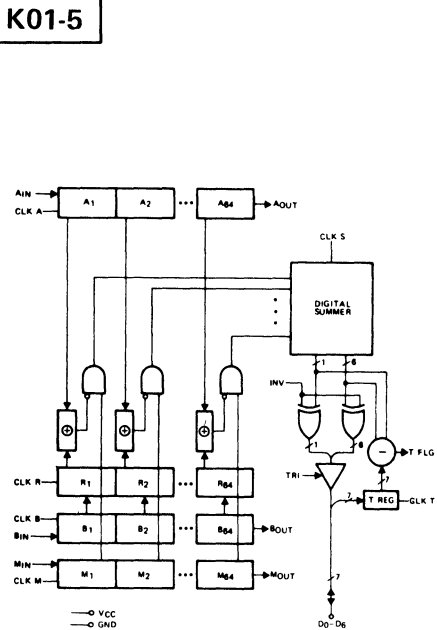 K01-5
AIN
CLK A
A1
A2
A64
AOUT
CLK S
DIGITAL
SUMMER
1
6
INV
1
6
T FLG
TRI
7
7
T REG
CLK T
CLK R
R1
R2
R64
CLK B
BIN
B1
B2
B64
BOUT
MIN
CLK M
M1
M2
M64
MOUT
7
VCC
GND
D0-D6